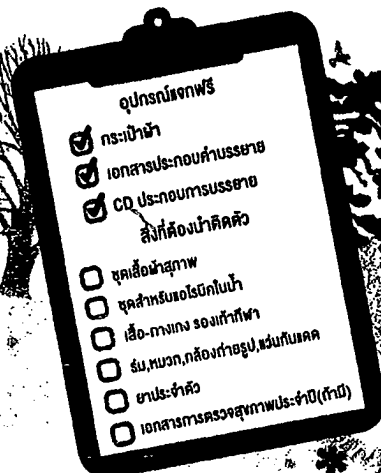 อุปกรณ์แจกฟรี
กระเป๋าผ้า
เอกสารประกอบคำบรรยาย
CD ประกอบการบรรยาย
สิ่งที่ต้องนำติดตัว
ชุดเสื้อผ้าสุภาพ
ชุดสำหรับแอโรบิคในน้ำ
เสื้อ-กางเกง รองเท้ากีฬา
ร่ม,หมวก,กล้องถ่ายรูป,แว่นกันแดด
ยาประจำตัว
เอกสารการตรวจสุขภาพประจำปี(ถ้ามี)